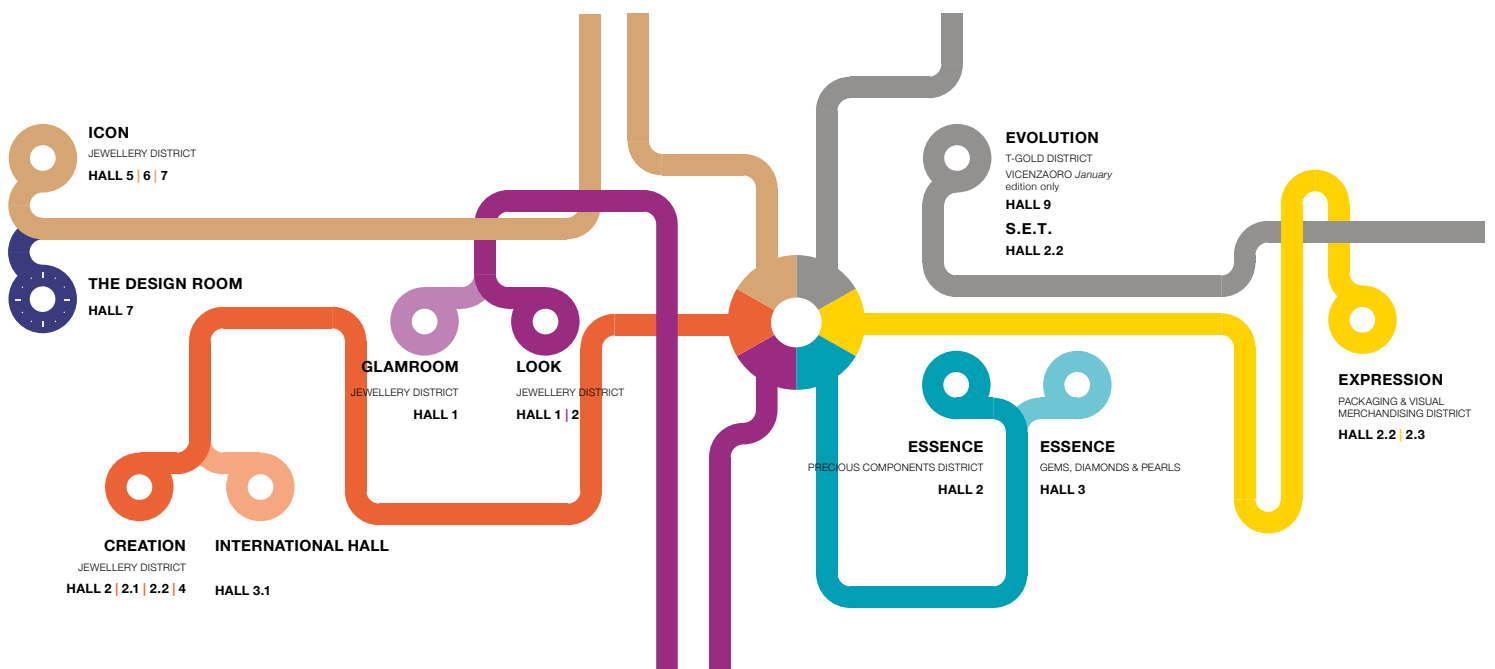 ICON
JEWELLERY DISTRICT
HALL 5 | 6 | 7
THE DESIGN ROOM
HALL 7
GLAMROOM
JEWELLERY DISTRICT
HALL 1
LOOK
JEWELLERY DISTRICT
HALL 1 | 2
CREATION
JEWELLERY DISTRICT
HALL 2 | 2.1 | 2.2 | 4
INTERNATIONAL HALL
HALL 3.1
EVOLUTION
T-GOLD DISTRICT
VICENZAORO January
edition only
HALL 9
S.E.T.
HALL 2.2
ESSENCE
PRECIOUS COMPONENTS DISTRICT
HALL 2
ESSENCE
GEMS, DIAMONDS & PEARLS
HALL 3
EXPRESSION
PACKAGING & VISUAL
MERCHANDISING DISTRICT
HALL 2.2 | 2.3